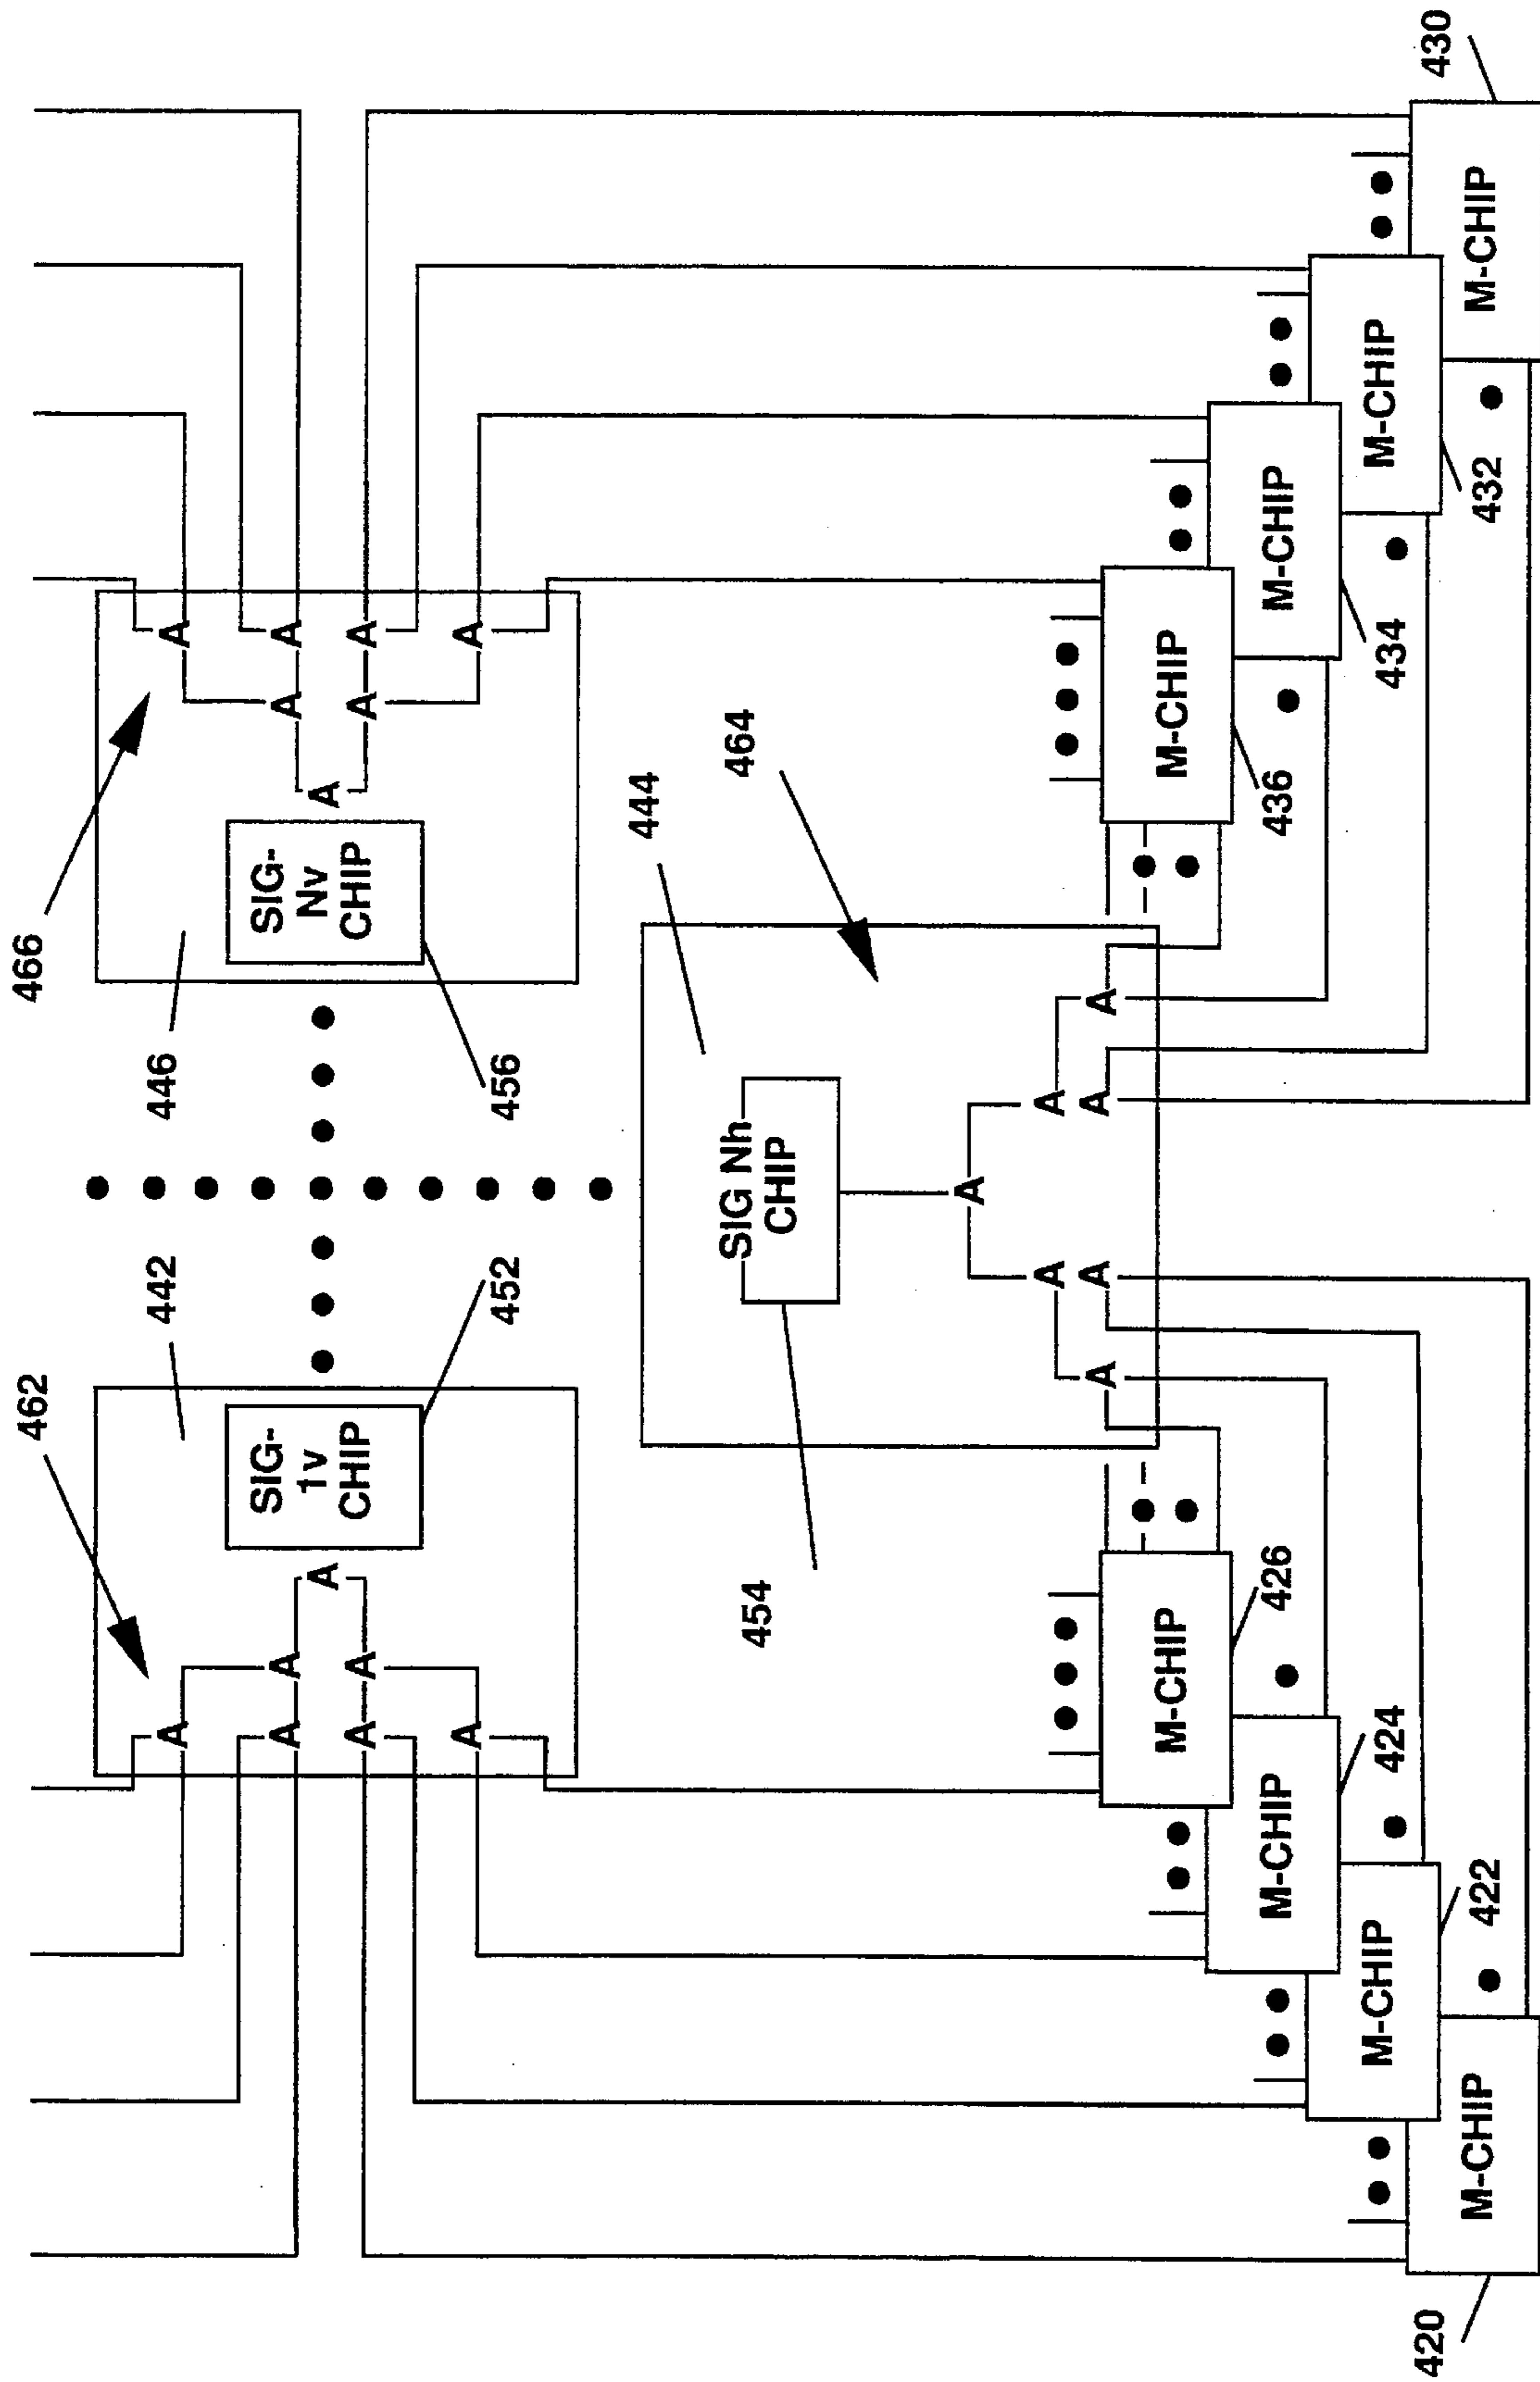 462
466
442
446
A
A
SIG-
1v
CHIP
SIG-
Nv
CHIP
A A
A A
A
A
A A
A A
A
A
452
456
444
454
SIG Nh
CHIP
464
A
A
A
A A A A
M-CHIP
M-CHIP
426
436
M-CHIP
M-CHIP
424
434
M-CHIP
M-CHIP
422
432
420
430
M-CHIP
M-CHIP